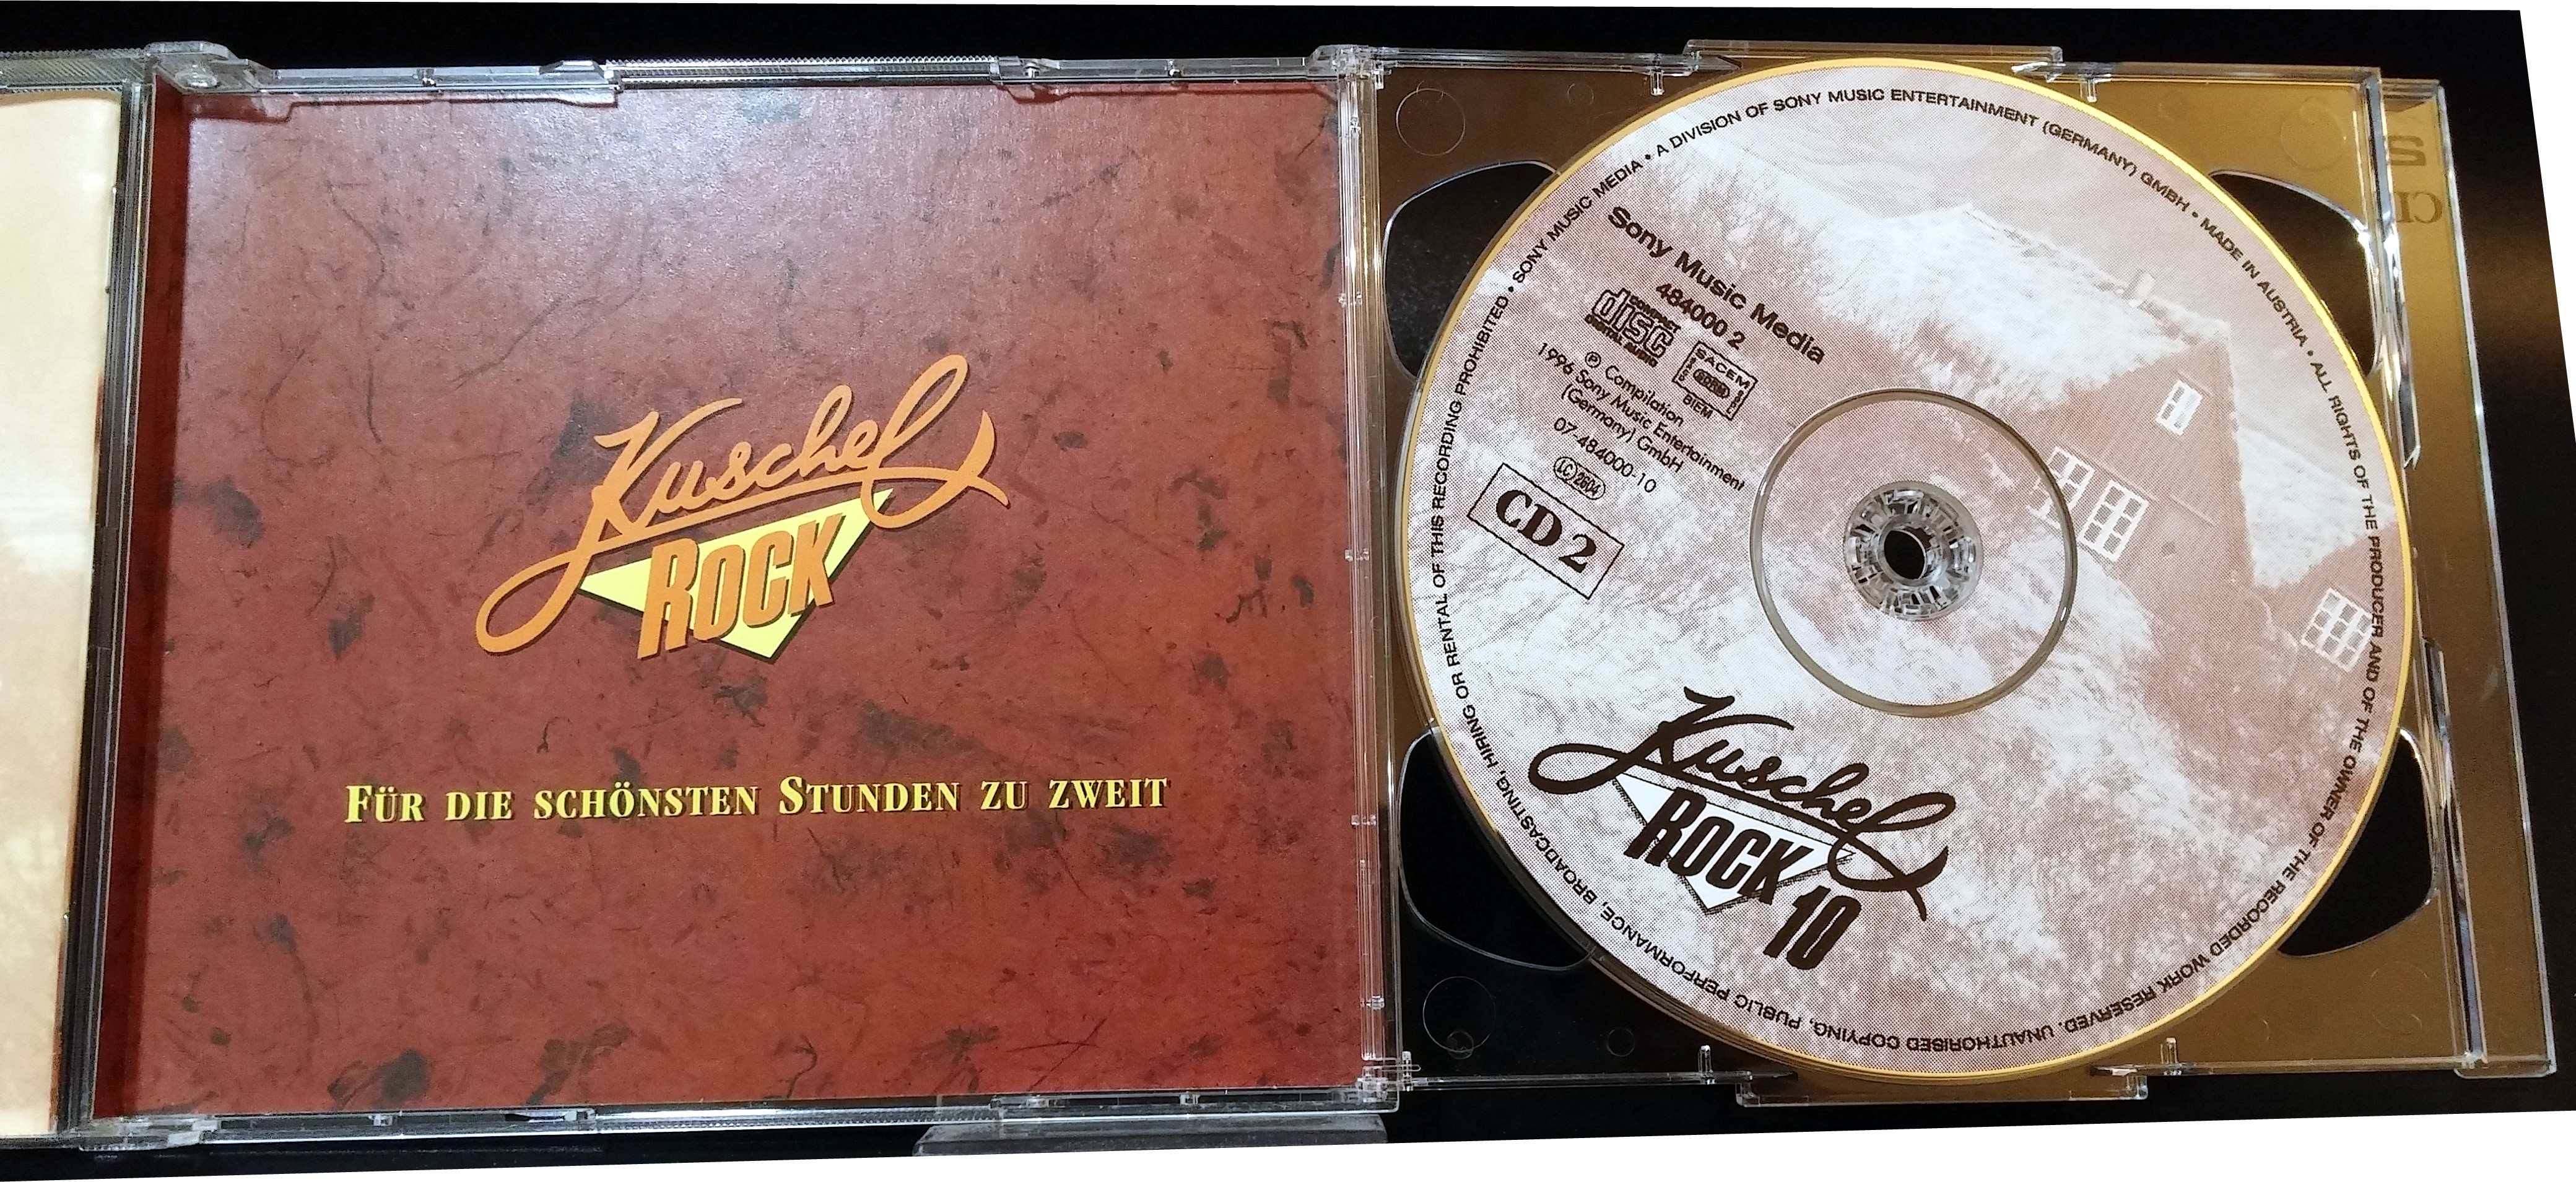 Kuschel
ROCK
FÜR DIE SCHÖNSTEN STUNDEN ZU ZWEIT
SONY MUSIC MEDIA • A DIVISION OF SONY MUSIC ENTERTAINMENT (GERMANY) GMBH • MADE IN AUSTRIA • ALL RIGHTS OF THE PRODUCER AND OF THE OWNER OF THE RECORDED WORK RESERVED. UNAUTHORISED COPYING, PUBLIC PERFORMANCE, BROADCASTING, HIRING OR RENTAL OF THIS RECORDING PROHIBITED •
Sony Music Media
484000 2
COMPACT
disc
DIGITAL AUDIO
SACEM
BIEM
℗ Compilation
1996 Sony Music Entertainment
(Germany) GmbH
07-484000-10
LC 2604
CD 2
Kuschel
ROCK
10